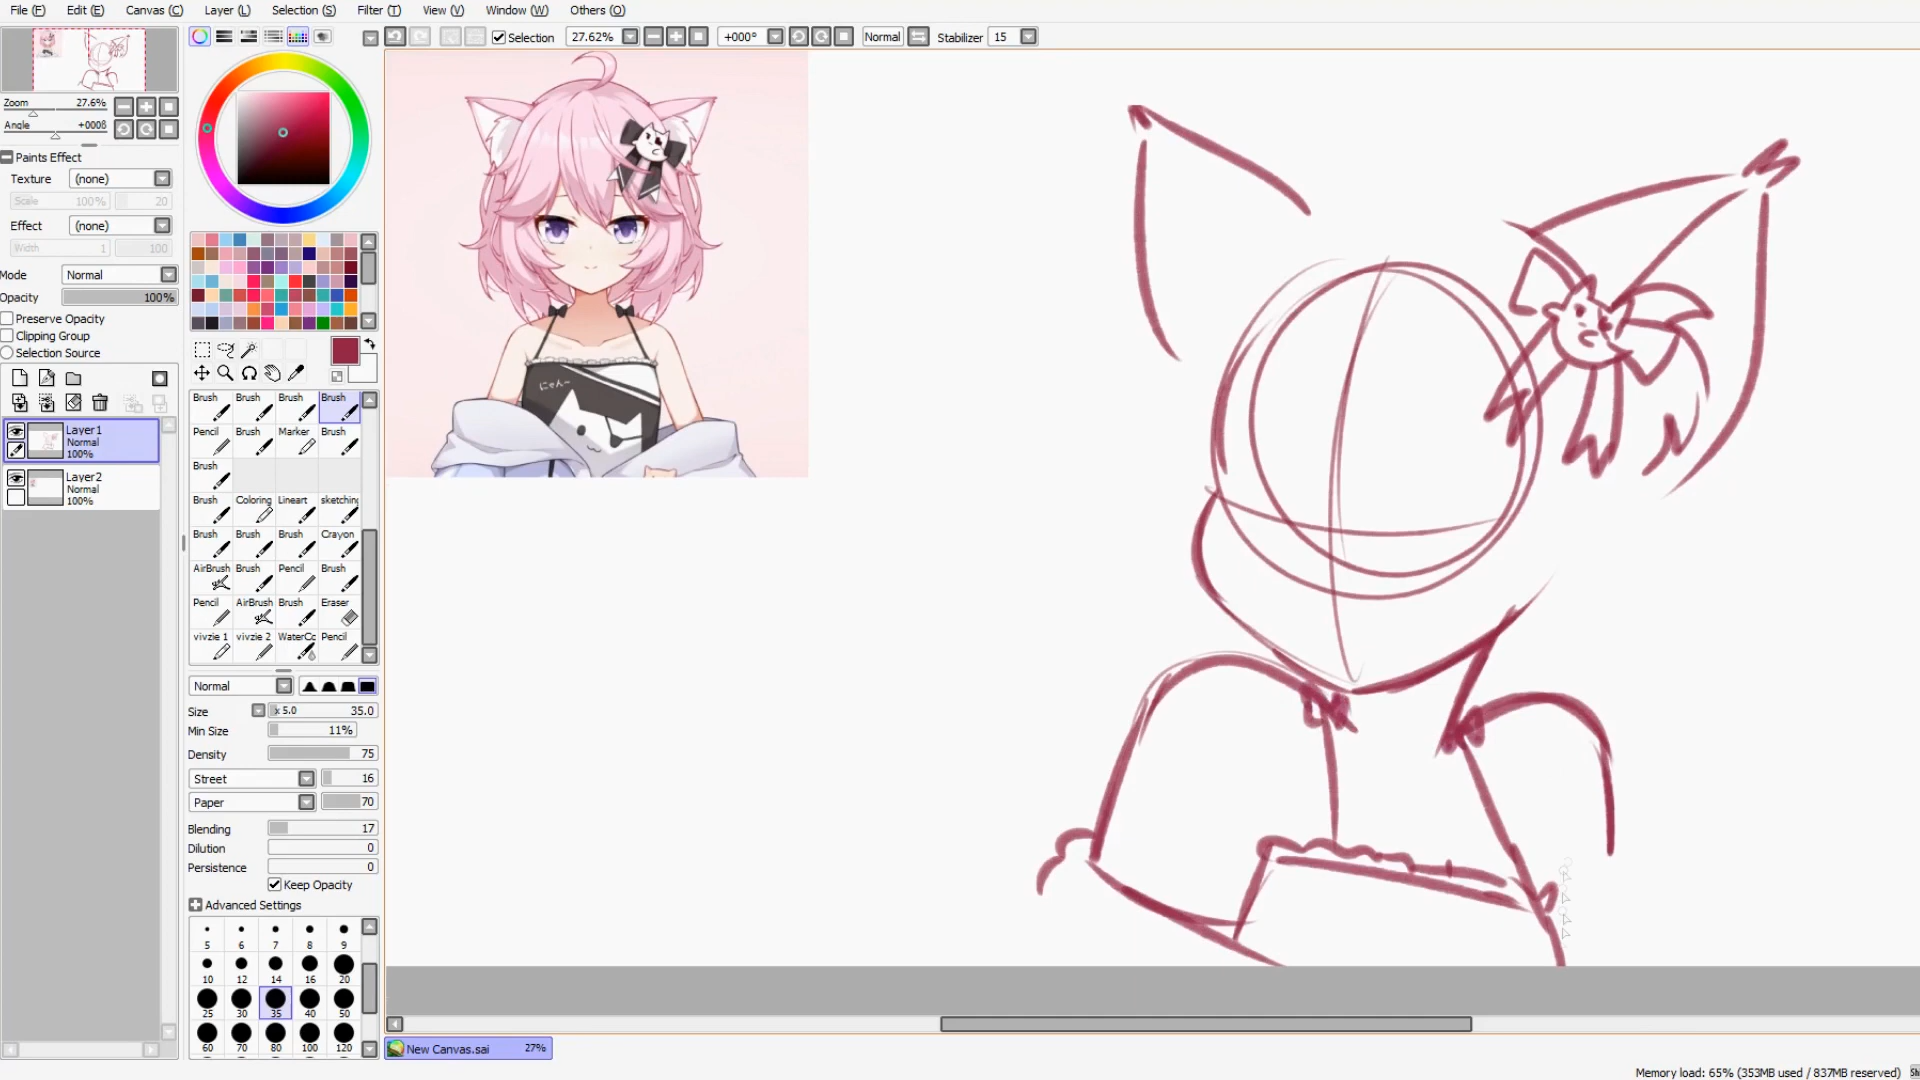 File (F) Edit (E) Canvas (C) Layer (L) Selection (S) Filter (T) View (V) Window (W) Others (O)
Selection 27.62% +000° Normal Stabilizer 15
Zoom 27.6%
Angle
Paints Effect
Texture (none)
Scale 100% 20
Effect (none)
Width 1 100
Mode Normal
Opacity 100%
Preserve Opacity
Clipping Group
Selection Source
Layer1
Normal
100%
Layer2
Normal
100%
Brush Brush Brush Brush
Pencil Brush Marker Brush
Brush
Brush Coloring Lineart sketching
Brush Brush Brush Crayon
AirBrush Brush Pencil Brush
Pencil AirBrush Brush Eraser
vivzie 1 vivzie 2 WaterCo Pencil
Normal
Size x 5.0 35.0
Min Size 11%
Density 75
Street 16
Paper 70
Blending 17
Dilution 0
Persistence 0
Keep Opacity
Advanced Settings
5 6 7 8 9
10 12 14 16 20
25 30 35 40 50
60 70 80 100 120
にゃんー
New Canvas.sai 27%
Memory load: 65% (353MB used / 837MB reserved)